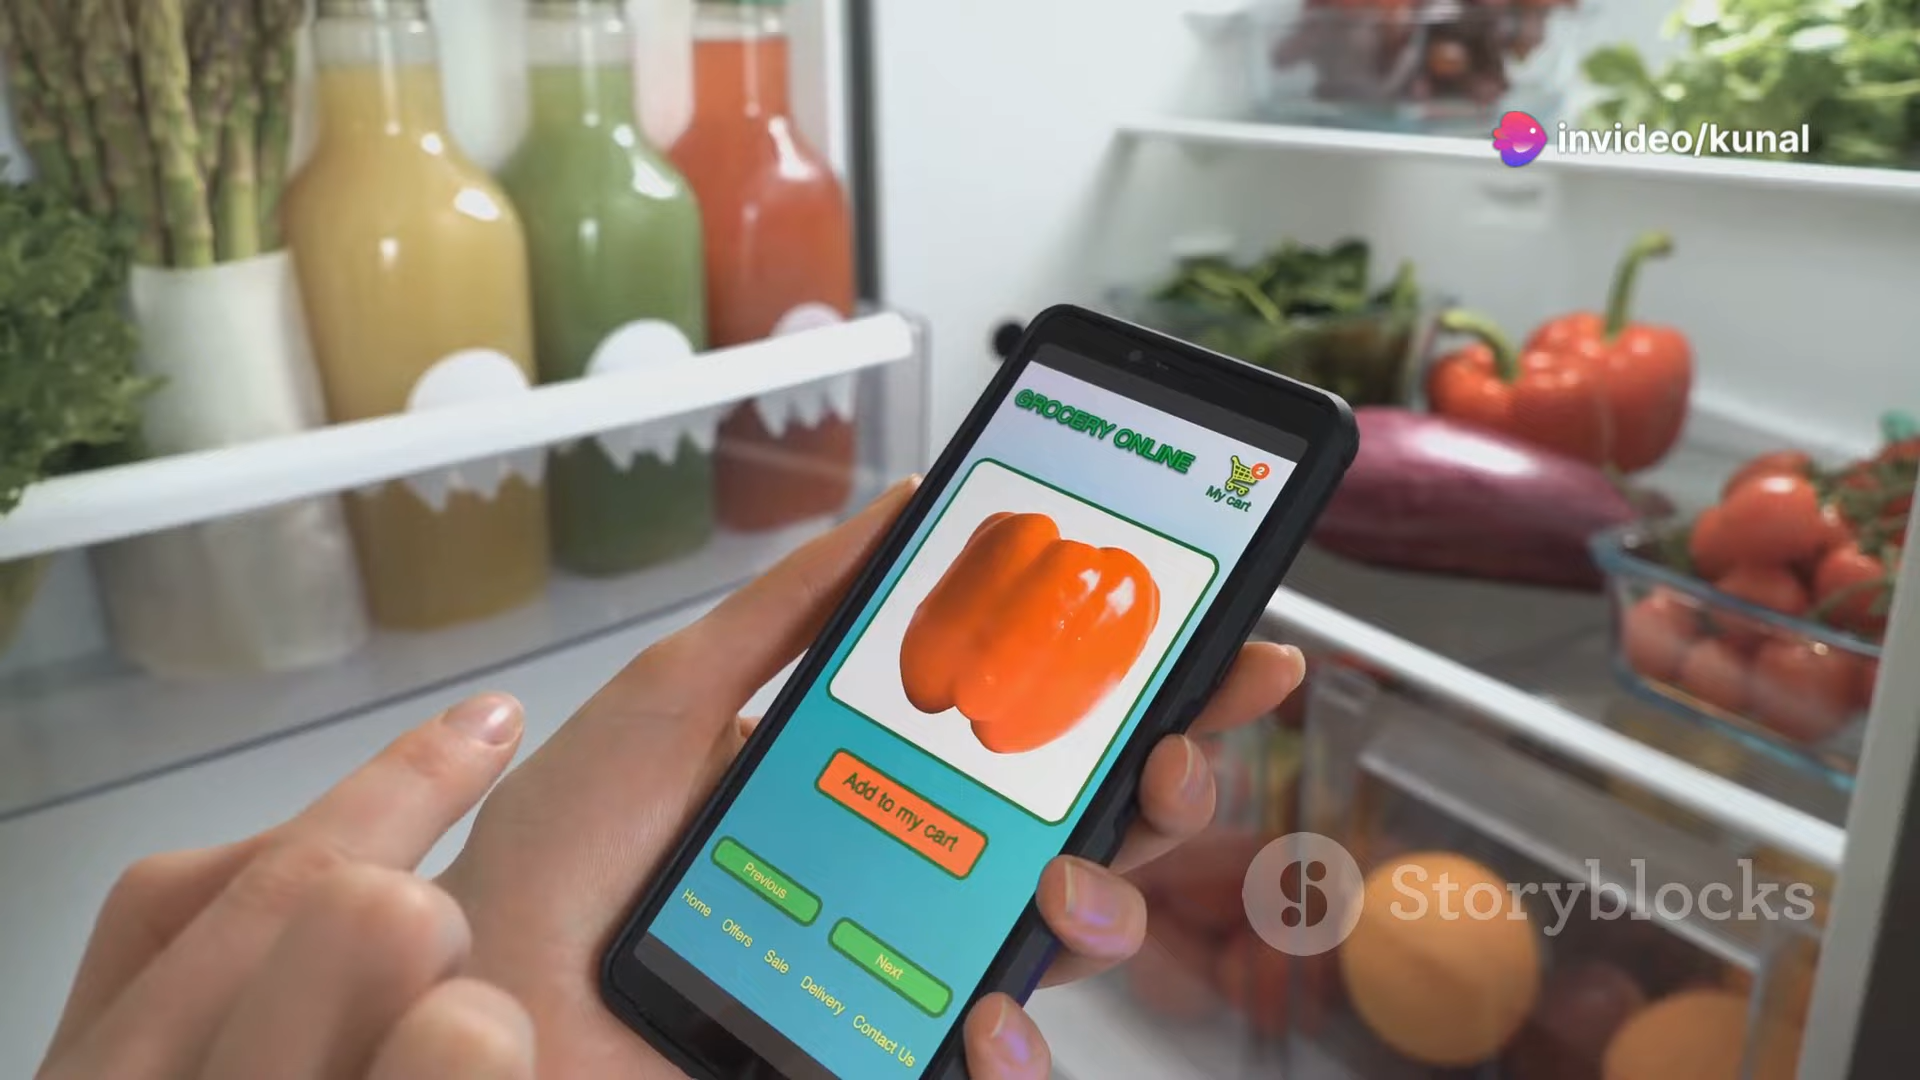 invideo/kunal
GROCERY ONLINE
2
My cart
Add to my cart
Previous
Next
Home Offers Sale Delivery Contact Us
Storyblocks